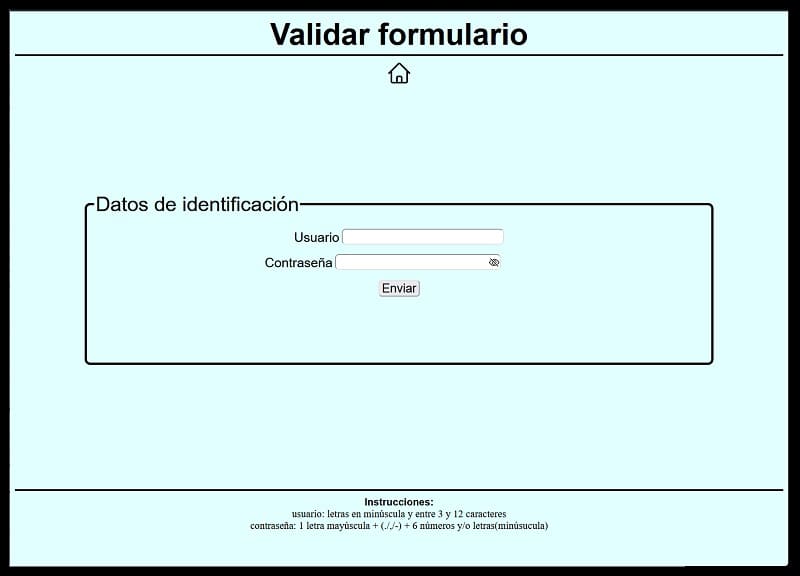 Validar formulario
Datos de identificación
Usuario
Contraseña
Enviar
Instrucciones:
usuario: letras en minúscula y entre 3 y 12 caracteres
contraseña: 1 letra mayúscula + (./,/-) + 6 números y/o letras(minúsucula)